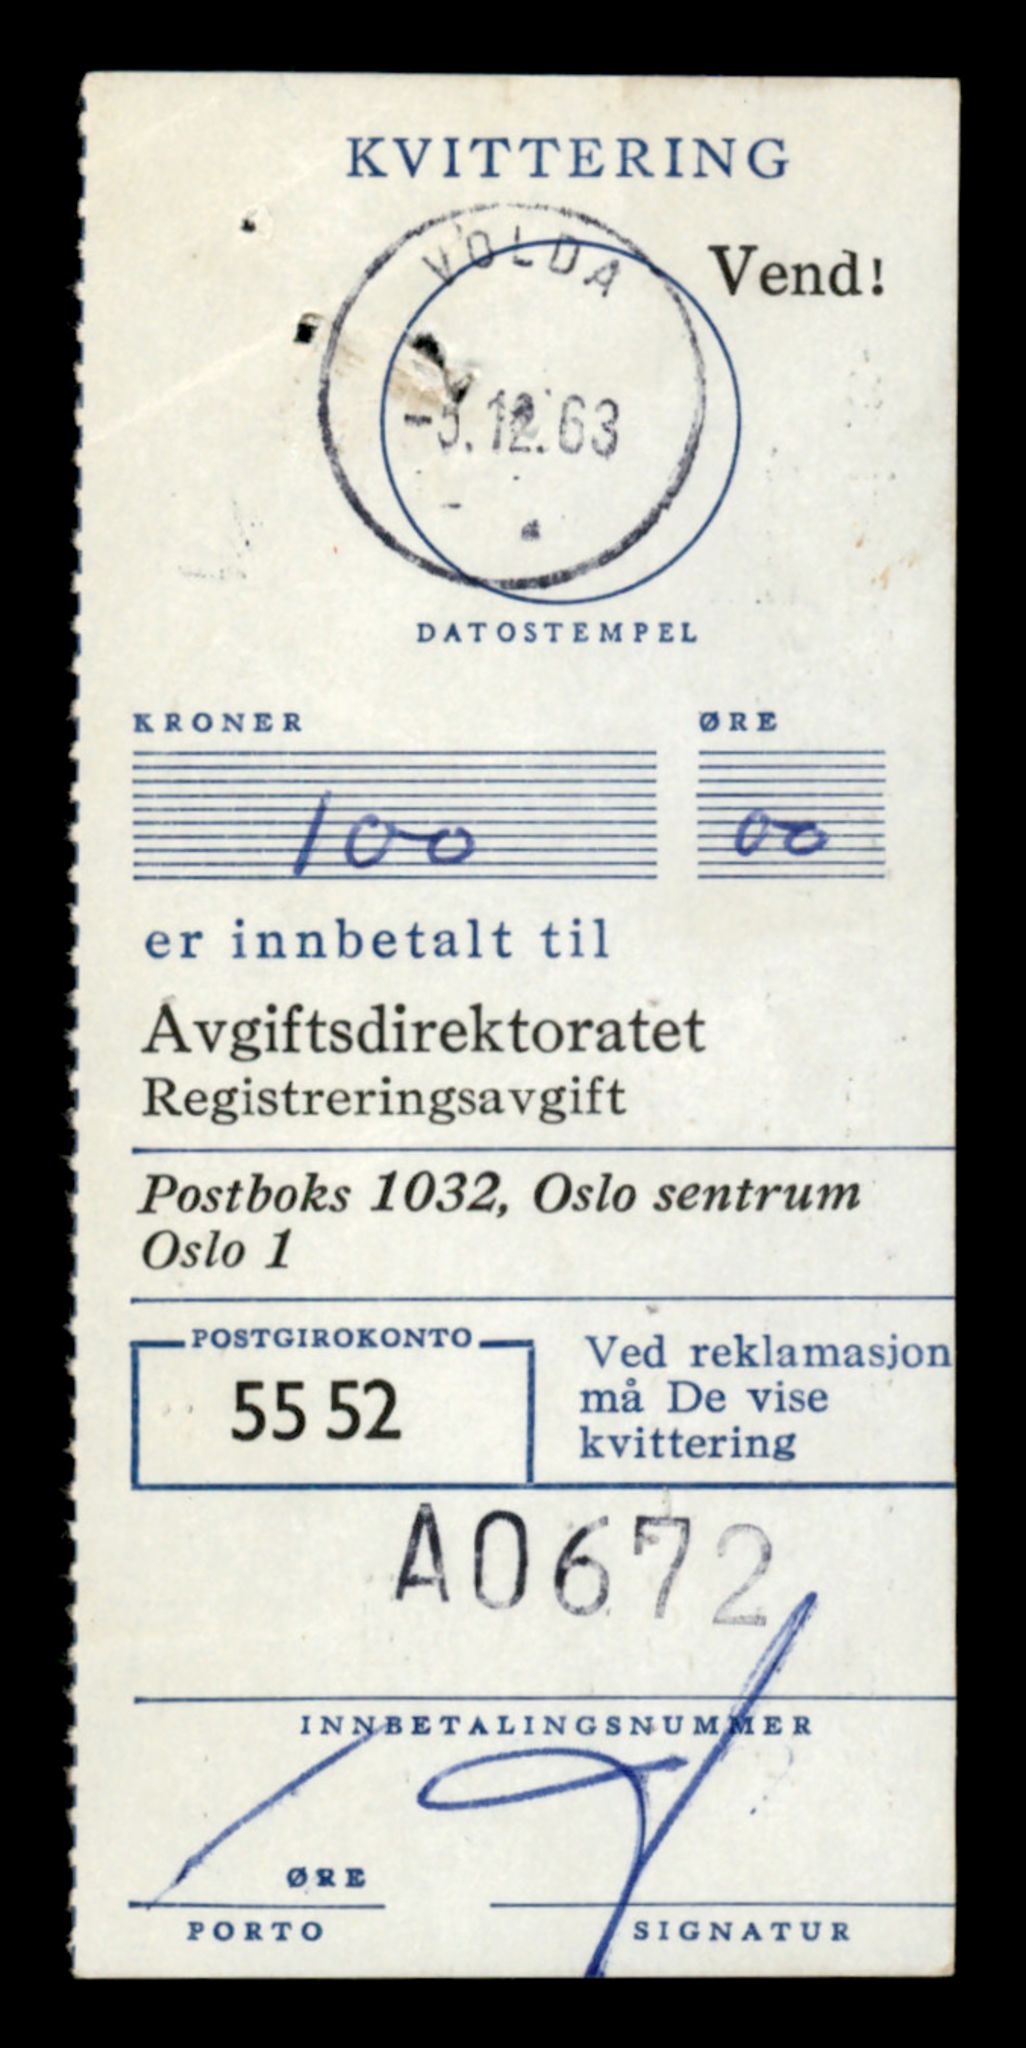 KVITTERING
VOLDA
Vend!
-5.12.63
DATOSTEMPEL
KRONER ØRE
100 00
er innbetalt til
Avgiftsdirektoratet
Registreringsavgift
Postboks 1032, Oslo sentrum
Oslo 1
POSTGIROKONTO
55 52
Ved reklamasjon
må De vise
kvittering
A0672
INNBETALINGSNUMMER
ØRE
PORTO SIGNATUR